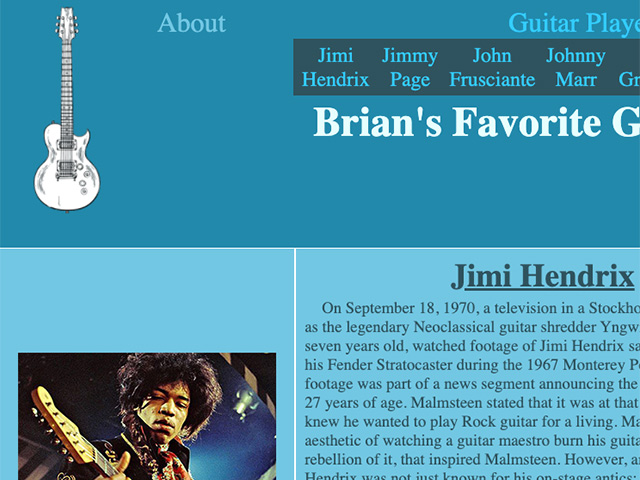 About
Guitar Playe
Jimi Jimmy John Johnny
Hendrix Page Frusciante Marr Gr
Brian's Favorite G
Jimi Hendrix
On September 18, 1970, a television in a Stockho
as the legendary Neoclassical guitar shredder Yngw
seven years old, watched footage of Jimi Hendrix sa
his Fender Stratocaster during the 1967 Monterey Po
footage was part of a news segment announcing the
27 years of age. Malmsteen stated that it was at that
knew he wanted to play Rock guitar for a living. Ma
aesthetic of watching a guitar maestro burn his guita
rebellion of it, that inspired Malmsteen. However, a
Hendrix was not just known for his on-stage antics;